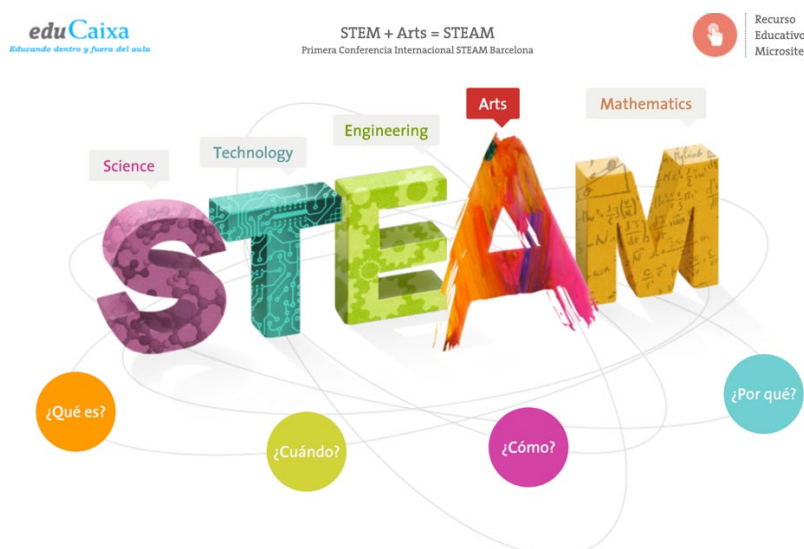 eduCaixa
Educando dentro y fuera del aula
STEM + Arts = STEAM
Primera Conferencia Internacional STEAM Barcelona
Recurso
Educativo
Microsite
Arts
Mathematics
Engineering
Technology
Science
STEAM
¿Qué es?
¿Cuándo?
¿Cómo?
¿Por qué?